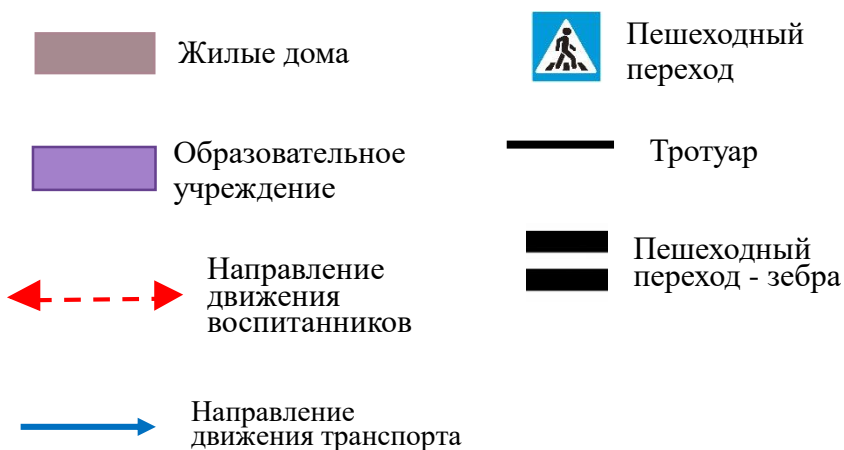 Жилые дома
Пешеходный
переход
Образовательное
учреждение
Тротуар
Направление
движения
воспитанников
Пешеходный
переход - зебра
Направление
движения транспорта